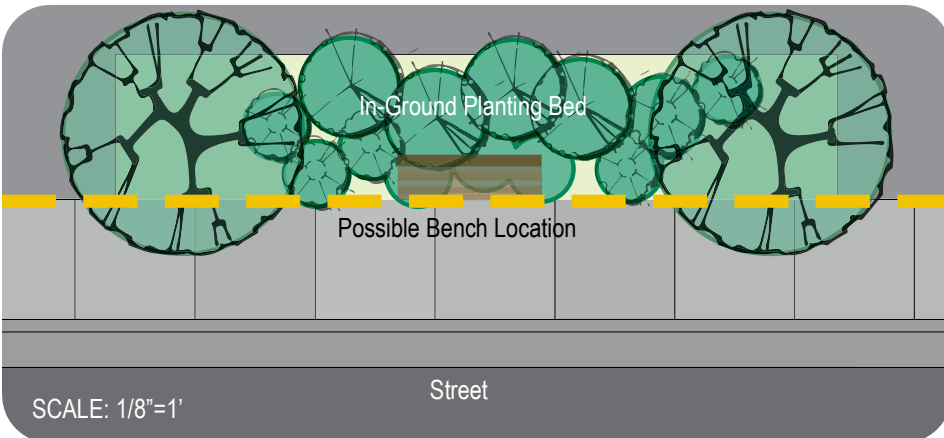 In-Ground Planting Bed
Possible Bench Location
Street
SCALE: 1/8”=1’